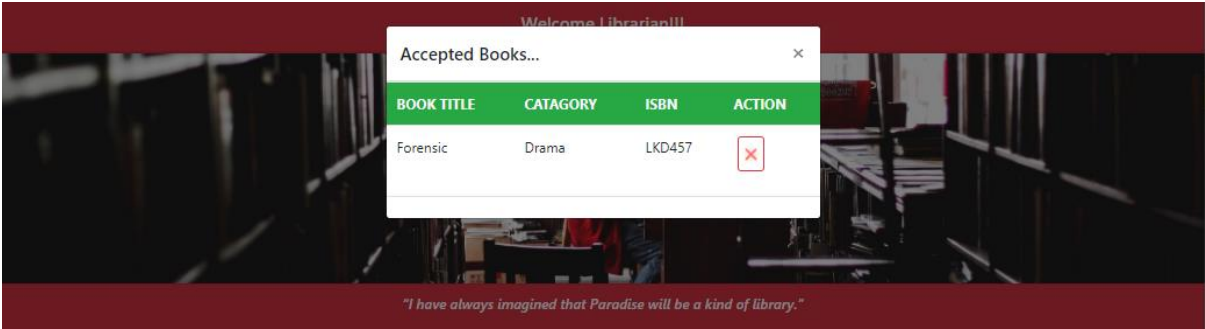 Welcome Librarian!!!
Accepted Books... ×
BOOK TITLE CATAGORY ISBN ACTION
Forensic Drama LKD457
"I have always imagined that Paradise will be a kind of library."